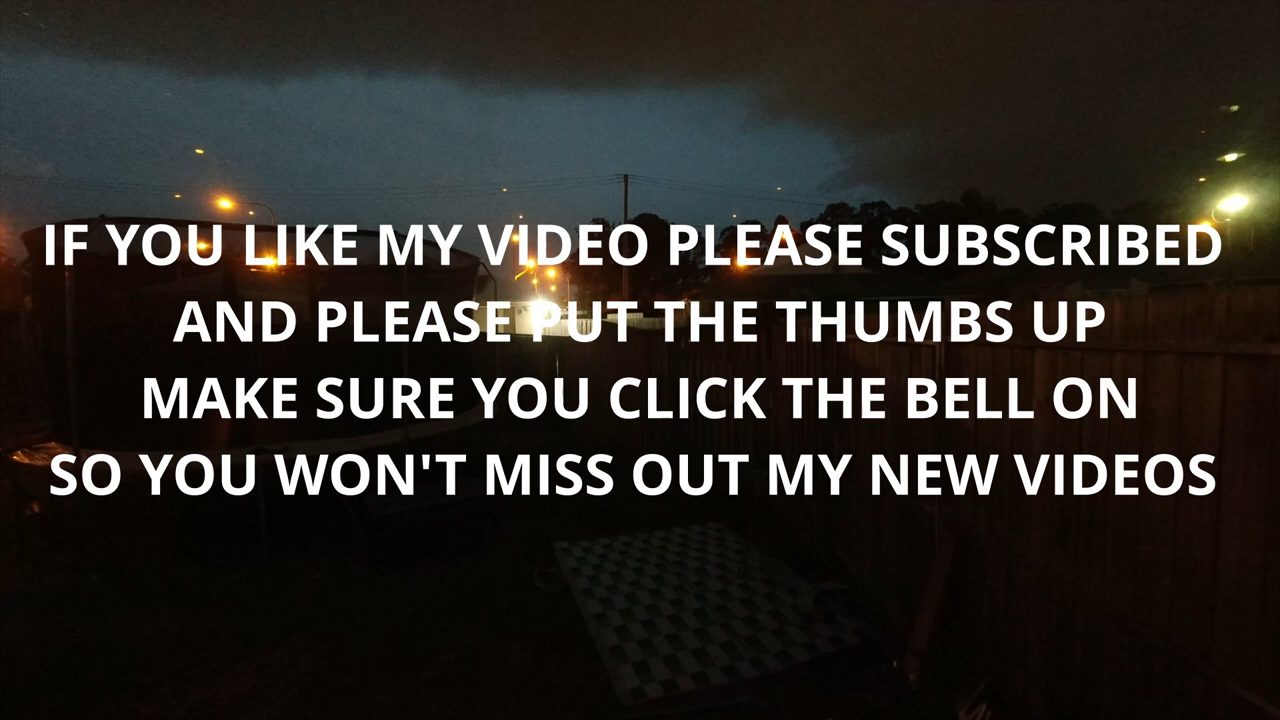 IF YOU LIKE MY VIDEO PLEASE SUBSCRIBED
AND PLEASE PUT THE THUMBS UP
MAKE SURE YOU CLICK THE BELL ON
SO YOU WON'T MISS OUT MY NEW VIDEOS